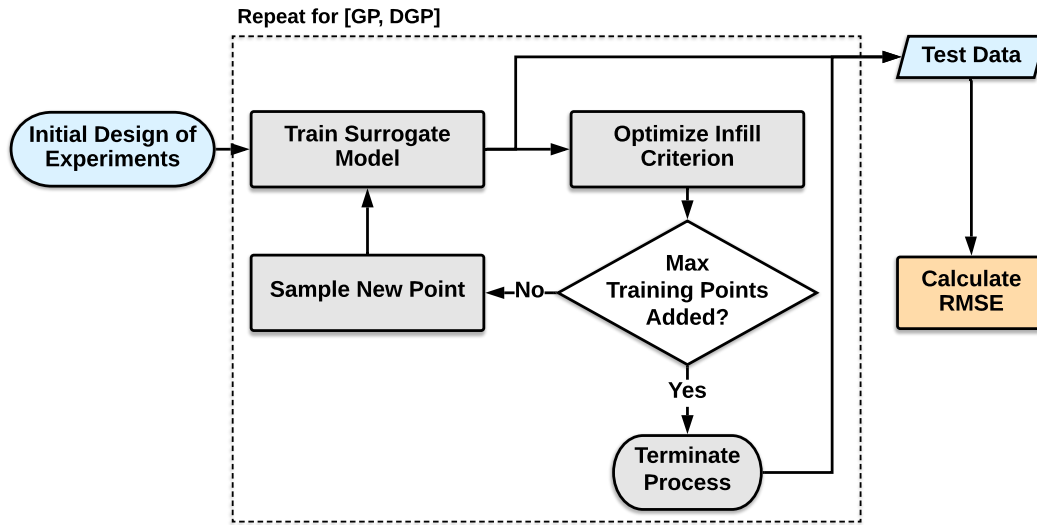 Repeat for [GP, DGP]
Test Data
Initial Design of
Experiments
Train Surrogate
Model
Optimize Infill
Criterion
Sample New Point
No
Max
Training Points
Added?
Calculate
RMSE
Yes
Terminate
Process